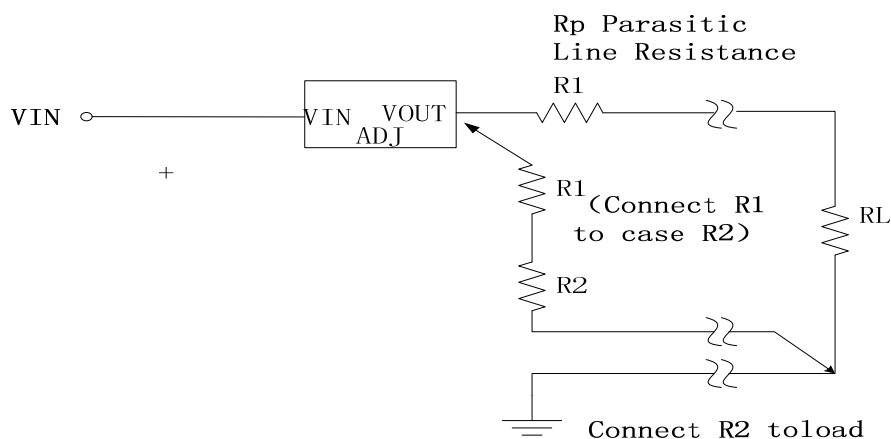 Rp Parasitic
Line Resistance
R1
VIN
VIN
VOUT
ADJ
R1
(Connect R1
to case R2)
RL
R2
Connect R2 toload